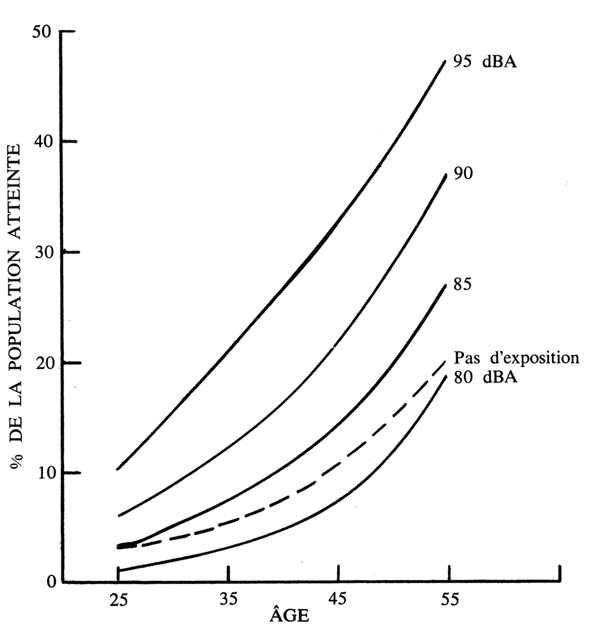 % DE LA POPULATION ATTEINTE
50
40
30
20
10
0
95 dBA
90
85
Pas d'exposition
80 dBA
25 35 45 55
ÂGE